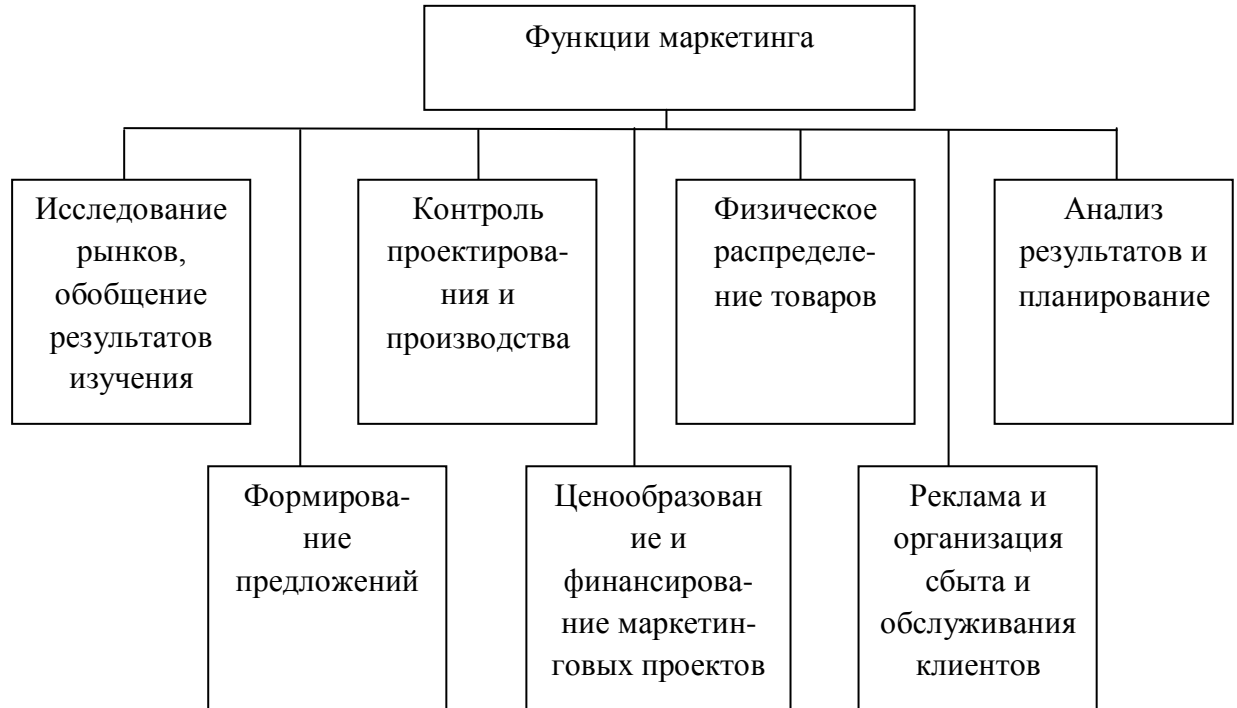 Функции маркетинга
Исследование
рынков,
обобщение
результатов
изучения
Контроль
проектирова-
ния и
производства
Физическое
распределе-
ние товаров
Анализ
результатов и
планирование
Формирова-
ние
предложений
Ценообразован
ие и
финансирова-
ние маркетин-
говых проектов
Реклама и
организация
сбыта и
обслуживания
клиентов